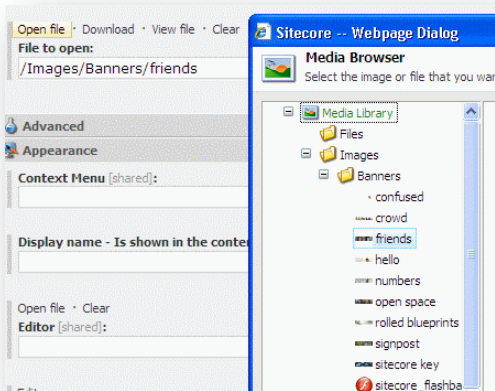 Open file · Download · View file · Clear
File to open:
/Images/Banners/friends
Advanced
Appearance
Context Menu [shared]:
Display name - Is shown in the conte
Open file · Clear
Editor [shared]:
Sitecore -- Webpage Dialog
Media Browser
Select the image or file that you wan
Media Library
Files
Images
Banners
confused
crowd
friends
hello
numbers
open space
rolled blueprints
signpost
sitecore key
sitecore_flashba